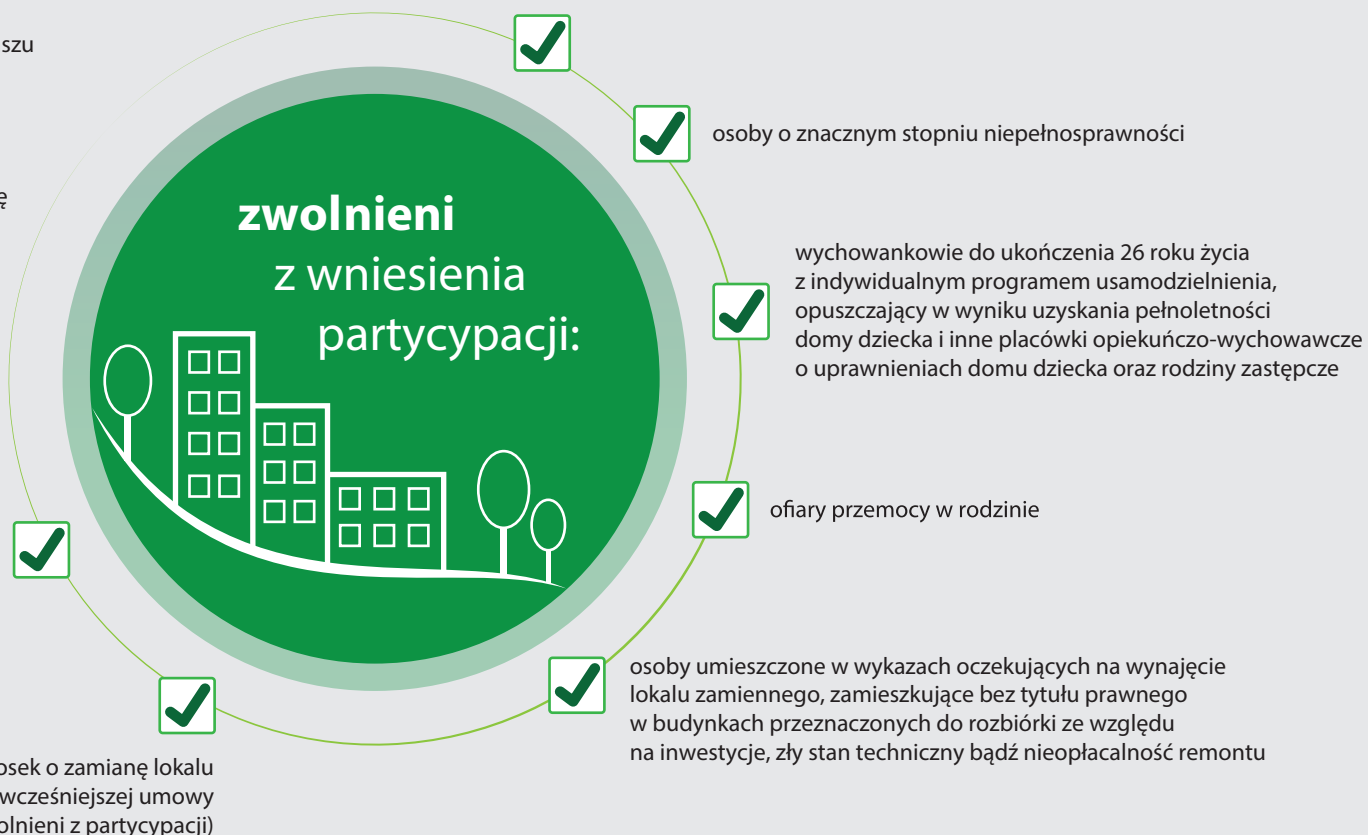 szu
ę
zwolnieni
z wniesienia
partycypacji:
osoby o znacznym stopniu niepełnosprawności
wychowankowie do ukończenia 26 roku życia
z indywidualnym programem usamodzielnienia,
opuszczający w wyniku uzyskania pełnoletności
domy dziecka i inne placówki opiekuńczo-wychowawcze
o uprawnieniach domu dziecka oraz rodziny zastępcze
ofiary przemocy w rodzinie
osoby umieszczone w wykazach oczekujących na wynajęcie
lokalu zamiennego, zamieszkujące bez tytułu prawnego
w budynkach przeznaczonych do rozbiórki ze względu
na inwestycje, zły stan techniczny bądź nieopłacalność remontu
osek o zamianę lokalu
wcześniejszej umowy
olnieni z partycypacji)